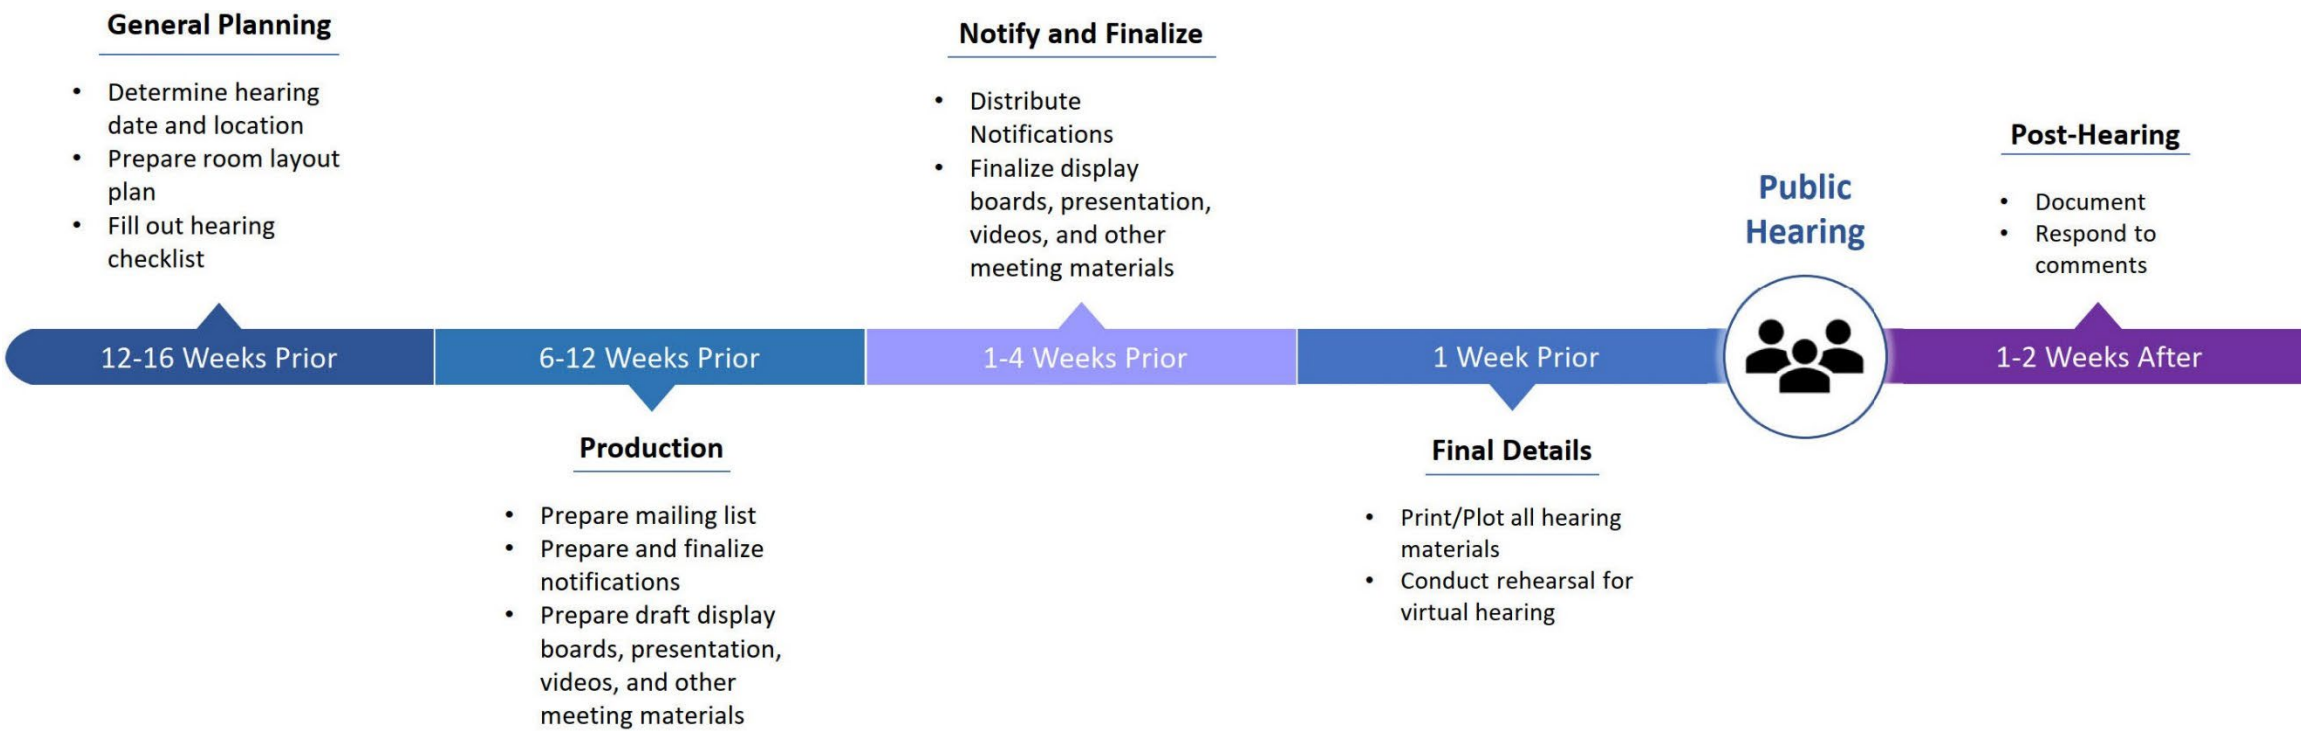 General Planning
• Determine hearing
date and location
• Prepare room layout
plan
• Fill out hearing
checklist
12-16 Weeks Prior
6-12 Weeks Prior
Production
• Prepare mailing list
• Prepare and finalize
notifications
• Prepare draft display
boards, presentation,
videos, and other
meeting materials
Notify and Finalize
• Distribute
Notifications
• Finalize display
boards, presentation,
videos, and other
meeting materials
1-4 Weeks Prior
1 Week Prior
Final Details
• Print/Plot all hearing
materials
• Conduct rehearsal for
virtual hearing
Public
Hearing
Post-Hearing
• Document
• Respond to
comments
1-2 Weeks After